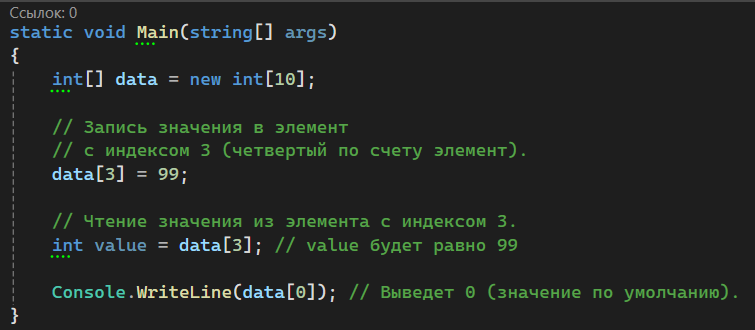 Ссылок: 0
static void Main(string[] args)
{
int[] data = new int[10];
// Запись значения в элемент
// с индексом 3 (четвертый по счету элемент).
data[3] = 99;
// Чтение значения из элемента с индексом 3.
int value = data[3]; // value будет равно 99
Console.WriteLine(data[0]); // Выведет 0 (значение по умолчанию).
}